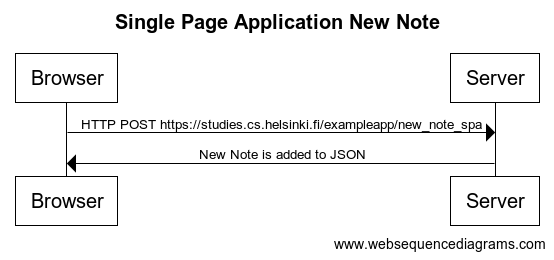 Single Page Application New Note
Browser Server
HTTP POST https://studies.cs.helsinki.fi/exampleapp/new_note_spa
New Note is added to JSON
Browser Server
www.websequencediagrams.com